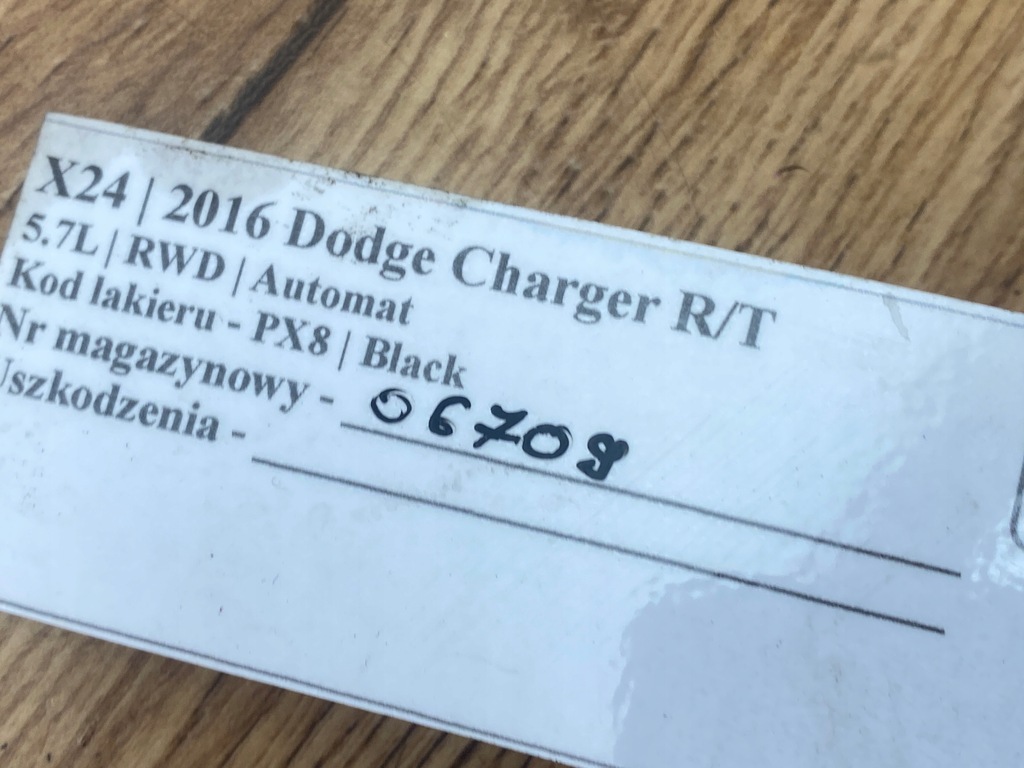 X24 | 2016 Dodge Charger R/T
5.7L | RWD | Automat
Kod lakieru - PX8 | Black
Nr magazynowy - 06709
Uszkodzenia -